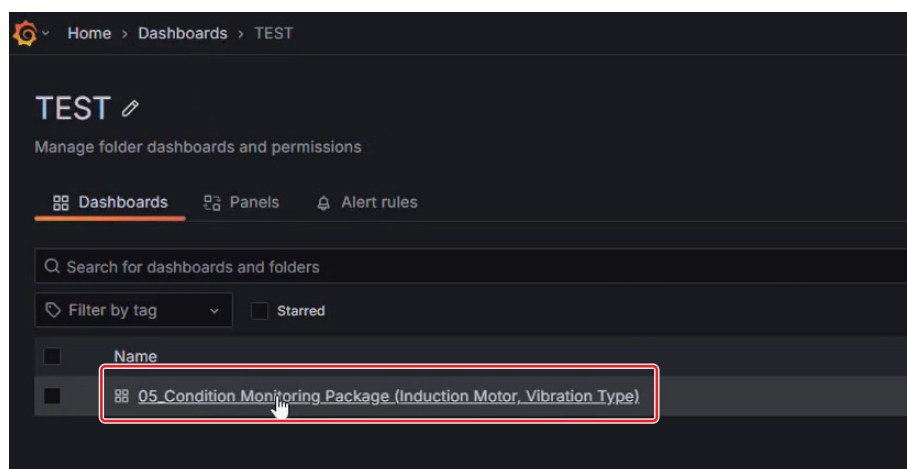 Home › Dashboards › TEST
TEST
Manage folder dashboards and permissions
Dashboards Panels Alert rules
Search for dashboards and folders
Filter by tag Starred
Name
05_Condition Monitoring Package (Induction Motor, Vibration Type)